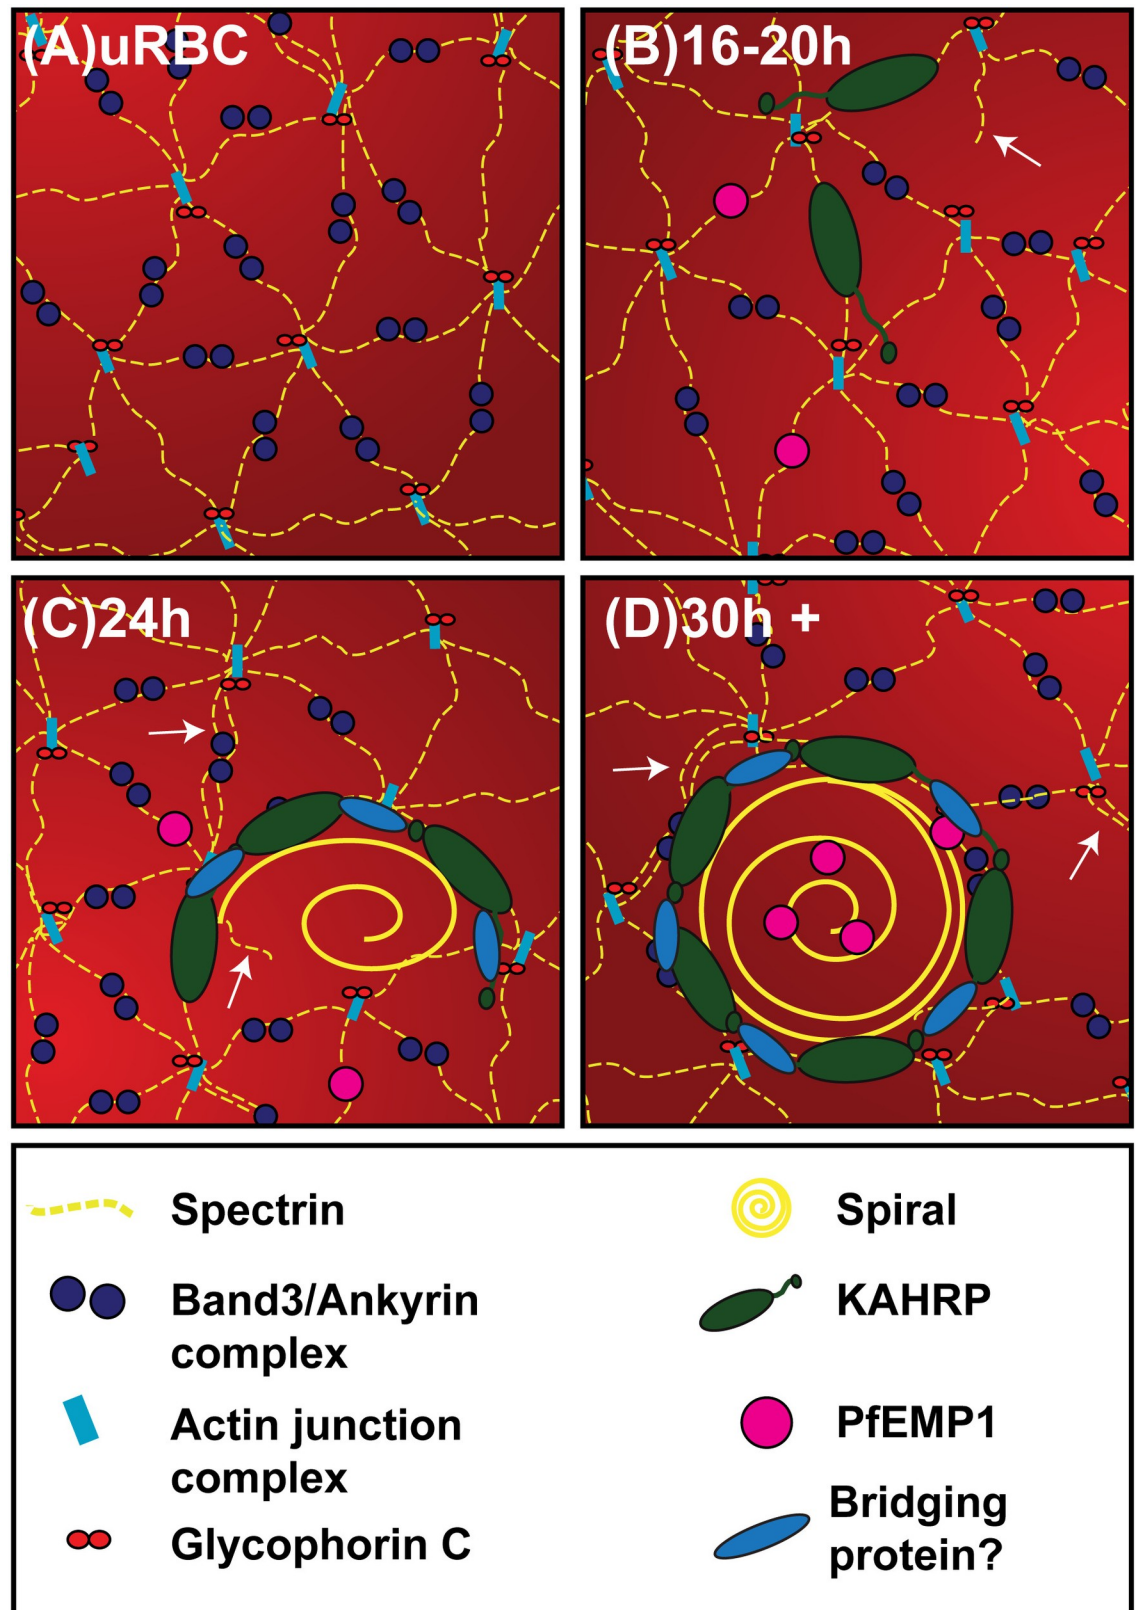 (A)uRBC
(B)16-20h
(C)24h
(D)30h +
Spectrin
Band3/Ankyrin
complex
Actin junction
complex
Glycophorin C
Spiral
KAHRP
PfEMP1
Bridging
protein?